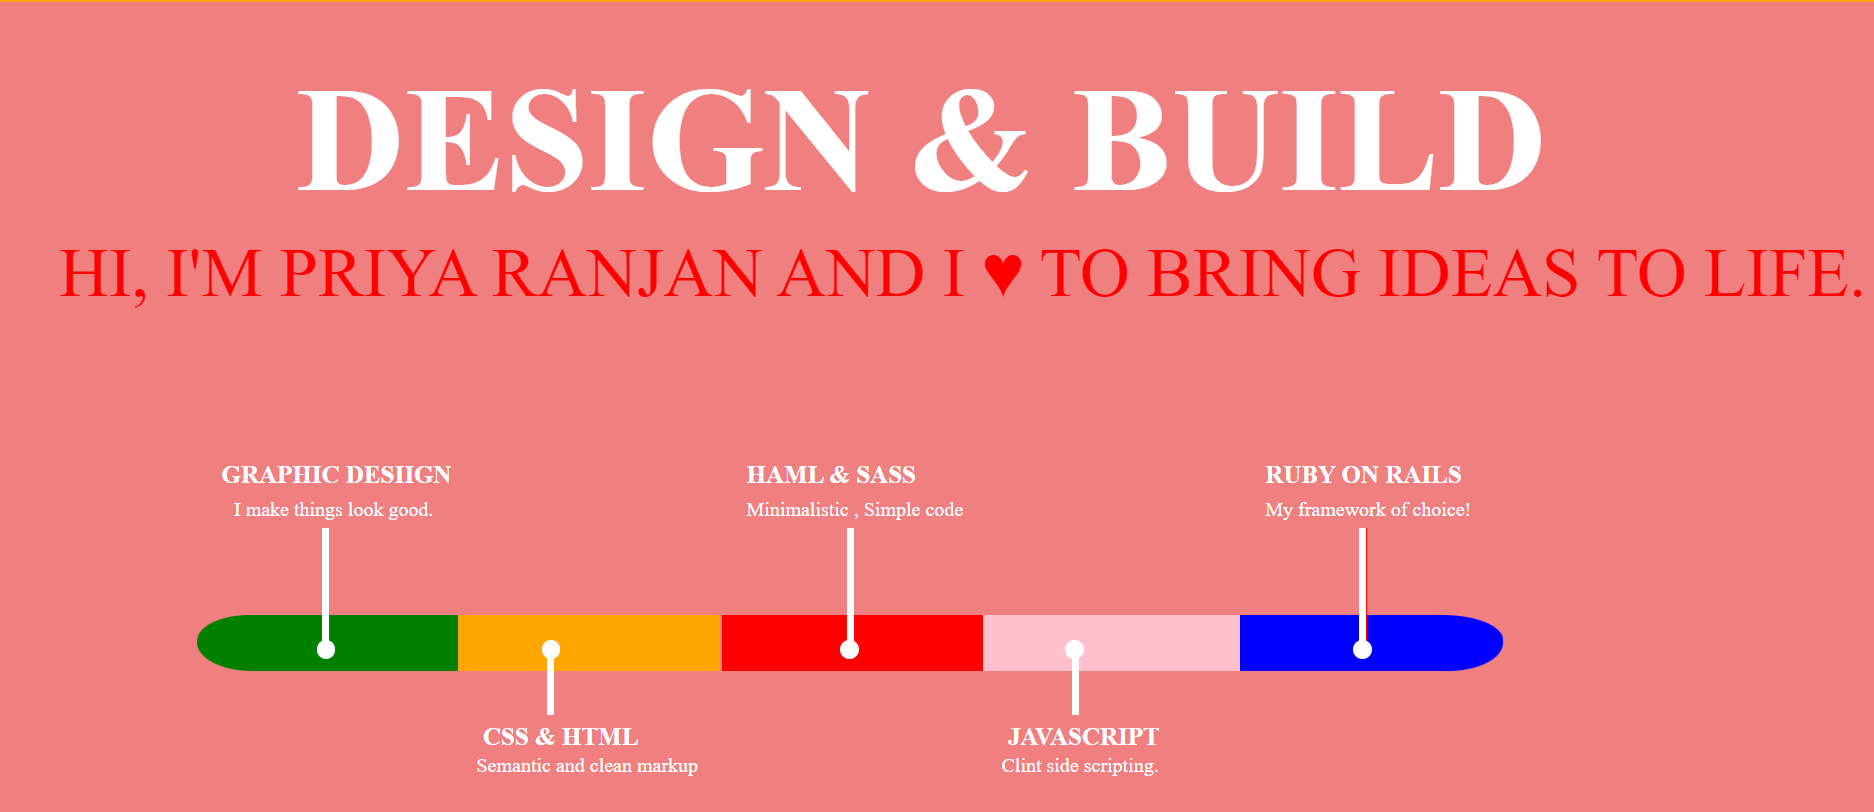 DESIGN & BUILD
HI, I'M PRIYA RANJAN AND I ♥ TO BRING IDEAS TO LIFE.
GRAPHIC DESIIGN
I make things look good.
HAML & SASS
Minimalistic , Simple code
RUBY ON RAILS
My framework of choice!
CSS & HTML
Semantic and clean markup
JAVASCRIPT
Clint side scripting.